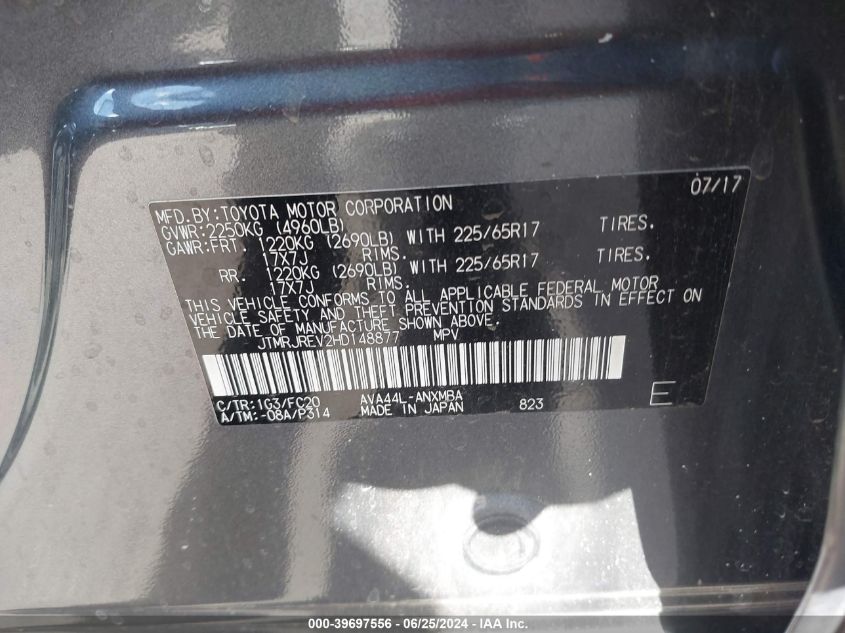 07/17
MFD.BY:TOYOTA MOTOR CORPORATION
GVWR:2250KG (4960LB)
GAWR:FRT. 1220KG (2690LB) WITH 225/65R17 TIRES.
17X7J RIMS.
RR. 1220KG (2690LB) WITH 225/65R17 TIRES.
17X7J RIMS.
THIS VEHICLE CONFORMS TO ALL APPLICABLE FEDERAL MOTOR
VEHICLE SAFETY AND THEFT PREVENTION STANDARDS IN EFFECT ON
THE DATE OF MANUFACTURE SHOWN ABOVE.
JTMRJREV2HD148877 MPV
C/TR:1G3/FC20 AVA44L-ANXMBA
A/TM:-08A/P314 MADE IN JAPAN 823 E
000-39697556 - 06/25/2024 - IAA Inc.